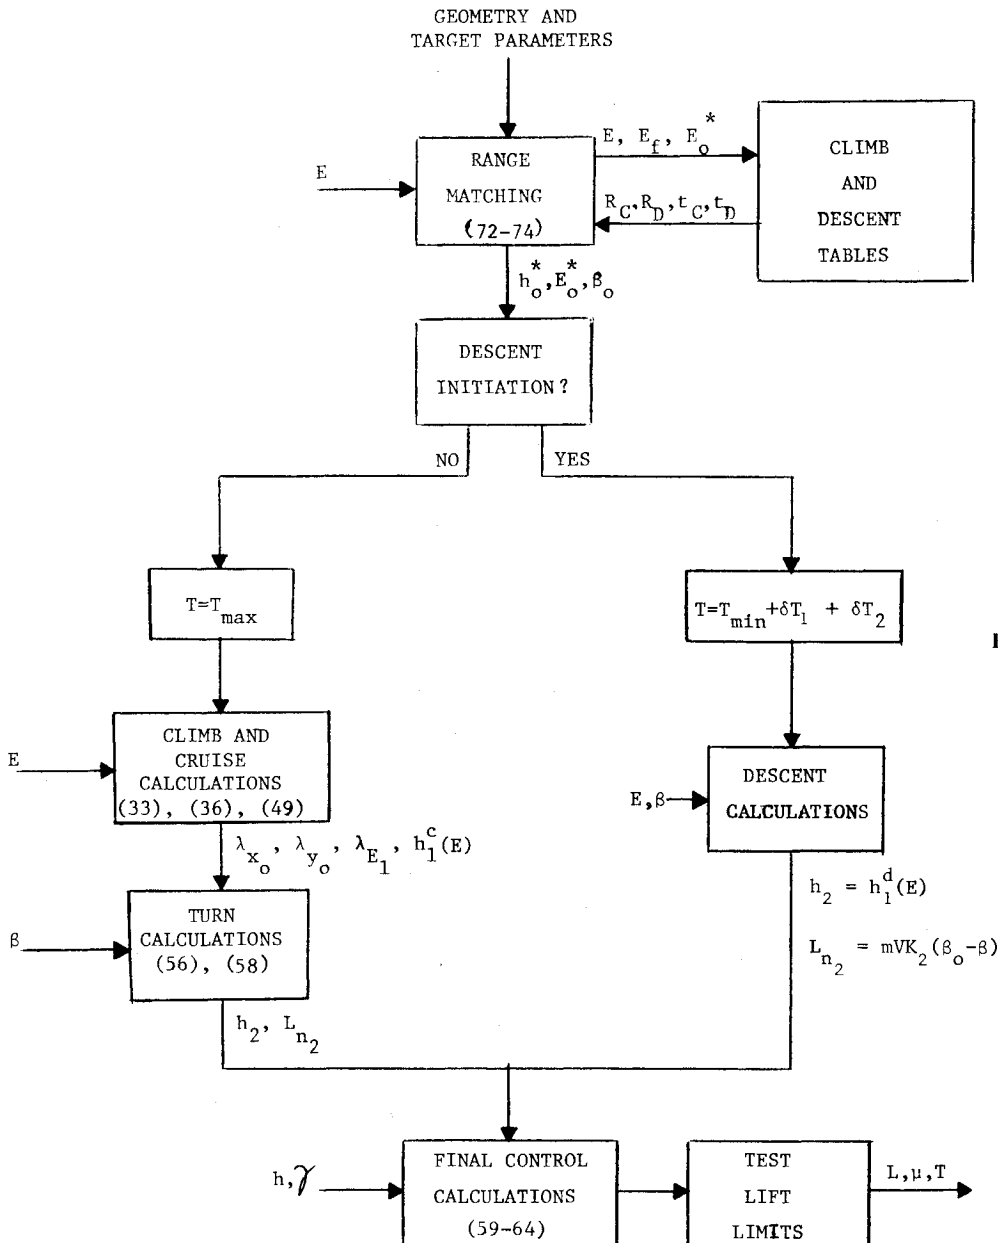 GEOMETRY AND
TARGET PARAMETERS
E
RANGE
MATCHING
(72-74)
E, E_f, E_o^*
R_C,R_D,t_C,t_D
CLIMB
AND
DESCENT
TABLES
h_o^*,E_o^*,β_o
DESCENT
INITIATION?
NO
YES
T=T_max
T=T_min+δT_1 + δT_2
E
CLIMB AND
CRUISE
CALCULATIONS
(33), (36), (49)
λ_x_o, λ_y_o, λ_E_1, h_1^c(E)
β
TURN
CALCULATIONS
(56), (58)
h_2, L_n_2
E,β
DESCENT
CALCULATIONS
h_2 = h_1^d(E)
L_n_2 = mVK_2(β_o-β)
h,γ
FINAL CONTROL
CALCULATIONS
(59-64)
TEST
LIFT
LIMITS
L,μ,T